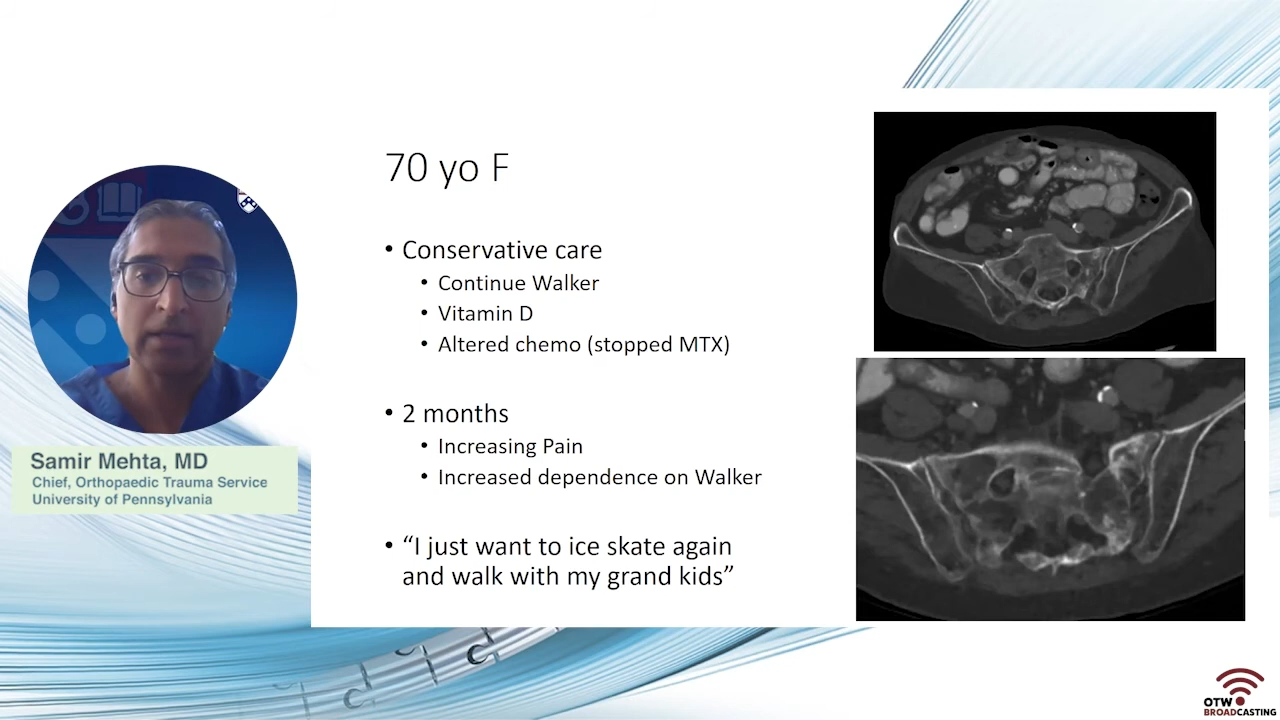 70 yo F
• Conservative care
• Continue Walker
• Vitamin D
• Altered chemo (stopped MTX)
• 2 months
• Increasing Pain
• Increased dependence on Walker
• “I just want to ice skate again
and walk with my grand kids”
Samir Mehta, MD
Chief, Orthopaedic Trauma Service
University of Pennsylvania
OTW
BROADCASTING